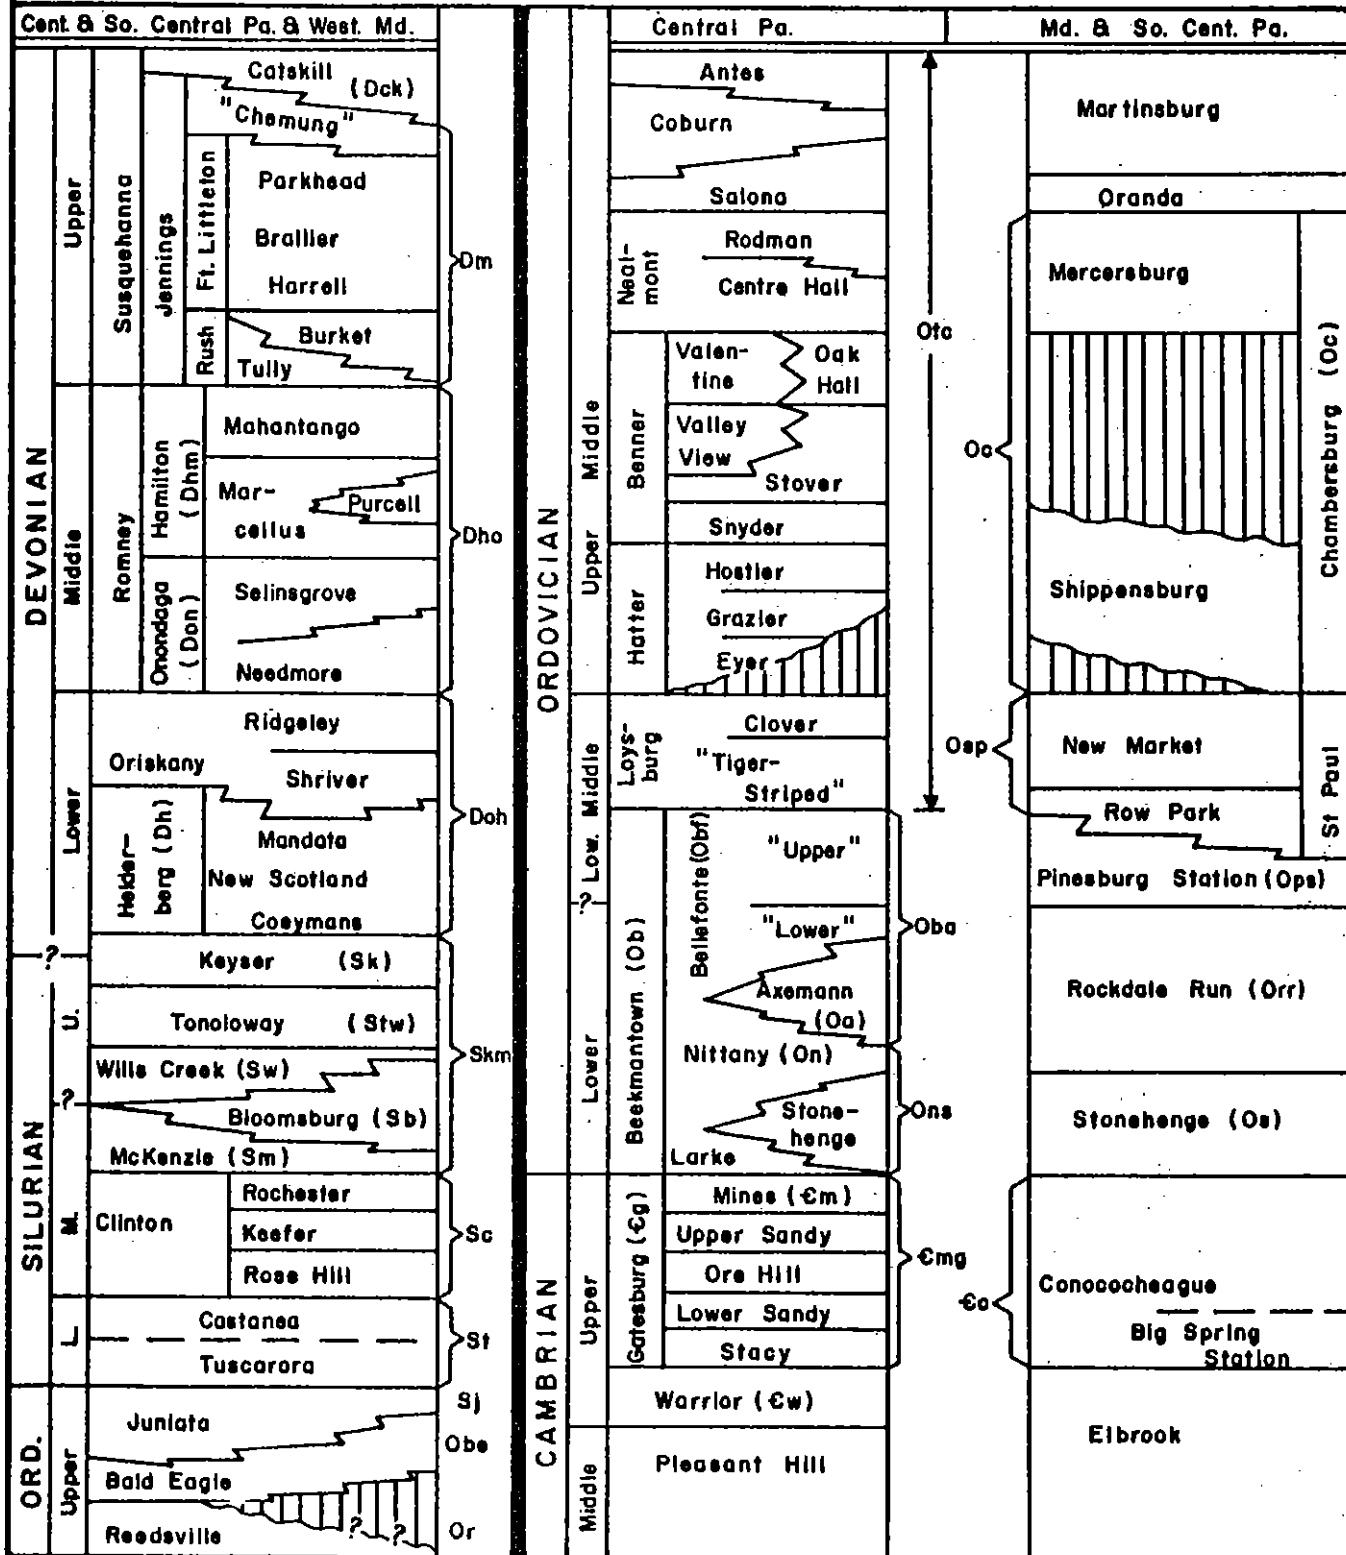 Cent. & So. Central Pa. & West. Md.
DEVONIAN
Upper
Susquehanna
Jennings
Catskill
(Dck)
"Chemung"
Ft. Littleton
Parkhead
Brallier
Harrell
Rush
Burket
Tully
Dm
Middle
Romney
Hamilton
(Dhm)
Mahantango
Mar-
cellus
Purcell
Onondaga
(Don)
Selinsgrove
Needmore
Dho
Lower
Oriskany
Ridgeley
Shriver
Helder-
berg (Dh)
Mandata
New Scotland
Coeymans
Doh
?
SILURIAN
U.
Keyser (Sk)
Tonoloway (Stw)
Wills Creek (Sw)
?
Bloomsburg (Sb)
McKenzie (Sm)
Skm
M.
Clinton
Rochester
Keefer
Rose Hill
Sc
L.
Castanea
Tuscarora
St
ORD.
Upper
Juniata
Sj
Bald Eagle
Obe
Reedsville
? ?
Or
Central Pa.
ORDOVICIAN
Upper Middle
Antes
Coburn
Salona
Neal-
mont
Rodman
Centre Hall
Benner
Valen-
tine
Oak
Hall
Valley
View
Stover
Snyder
Hatter
Hostler
Grazier
Eyer
Otc
Low. Middle
Loys-
burg
Clover
"Tiger-
Striped"
?
Lower
Beekmantown (Ob)
Bellefonte (Obf)
"Upper"
"Lower"
Axemann
(Oa)
Oba
Nittany (On)
Stone-
henge
Larke
Ons
CAMBRIAN
Upper
Gatesburg (Єg)
Mines (Єm)
Upper Sandy
Ore Hill
Lower Sandy
Stacy
Єmg
Warrior (Єw)
Middle
Pleasant Hill
Md. & So. Cent. Pa.
Martinsburg
Oranda
Mercersburg
Shippensburg
Chambersburg (Oc)
Oc
New Market
Row Park
St Paul
Osp
Pinesburg Station (Ops)
Rockdale Run (Orr)
Stonehenge (Os)
Conococheague
Big Spring
Station
Єc
Elbrook